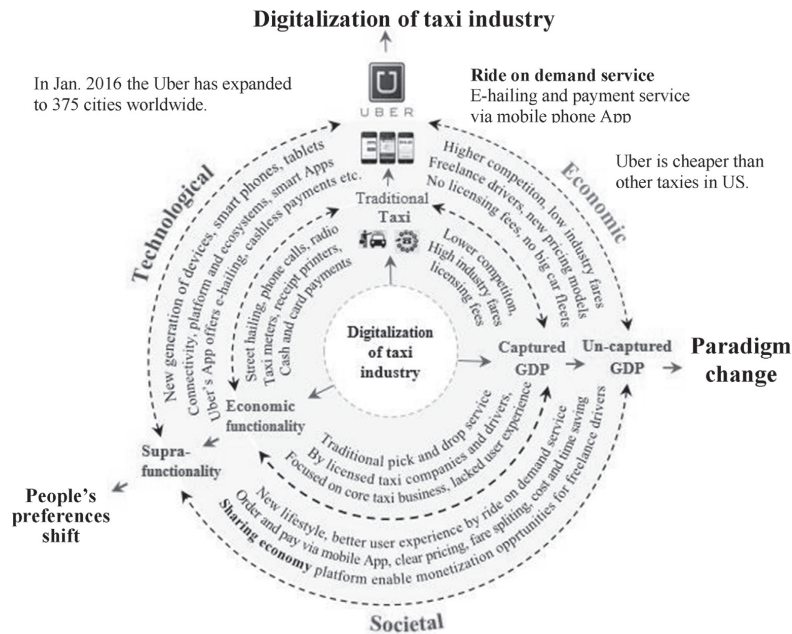 Digitalization of taxi industry
In Jan. 2016 the Uber has expanded
to 375 cities worldwide.
UBER
Ride on demand service
E-hailing and payment service
via mobile phone App
Uber is cheaper than
other taxies in US.
Technological
New generation of devices, smart phones, tablets
Connectivity, platform and ecosystems, smart Apps
Uber's App offers e-hailing, cashless payments etc.
Economic
Higher competiton, low industry fares
Freelance drivers, new pricing models
No licensing fees, no big car fleets
Traditional
Taxi
Street hailing, phone calls, radio
Taxi meters, receipt printers,
Cash and card payments
Lower competiton,
High industry fares
licensing fees
Digitalization
of taxi
industry
Captured
GDP
Un-captured
GDP
Paradigm
change
Economic
functionality
Supra-
functionality
People's
preferences
shift
Traditional pick and drop service
By licensed taxi companies and drivers,
Focused on core taxi business, lacked user experience
New lifestyle, better user experience by ride on demand service
Order and pay via mobile App, clear pricing, fare spliting, cost and time saving
Sharing economy platform enable monetization opprtunities for freelance drivers
Societal